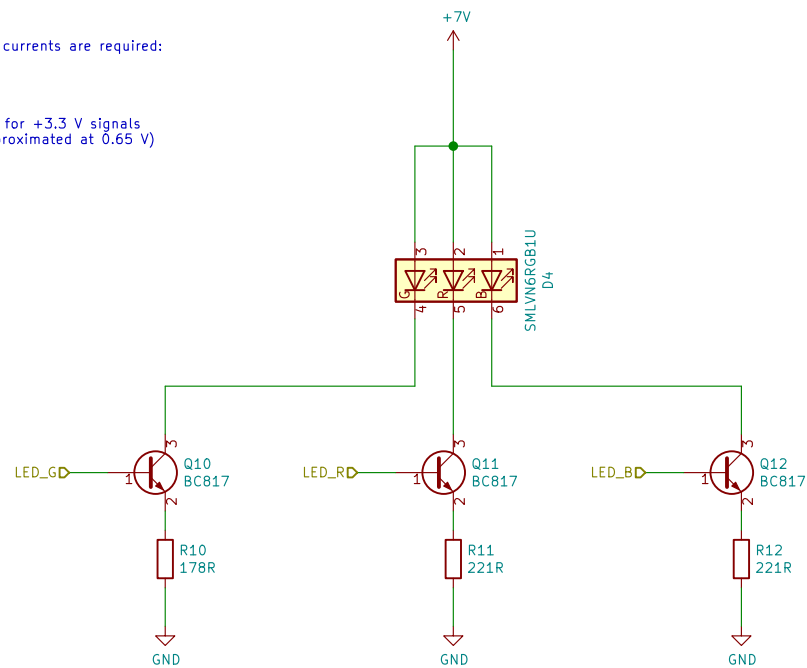 +7V
currents are required:
for +3.3 V signals
roximated at 0.65 V)
3
2
1
SMLVN6RGB1U
D4
G
R
B
4
5
6
3
3
3
LED_G
1
Q10
BC817
LED_R
1
Q11
BC817
LED_B
1
Q12
BC817
2
2
2
R10
178R
R11
221R
R12
221R
GND
GND
GND